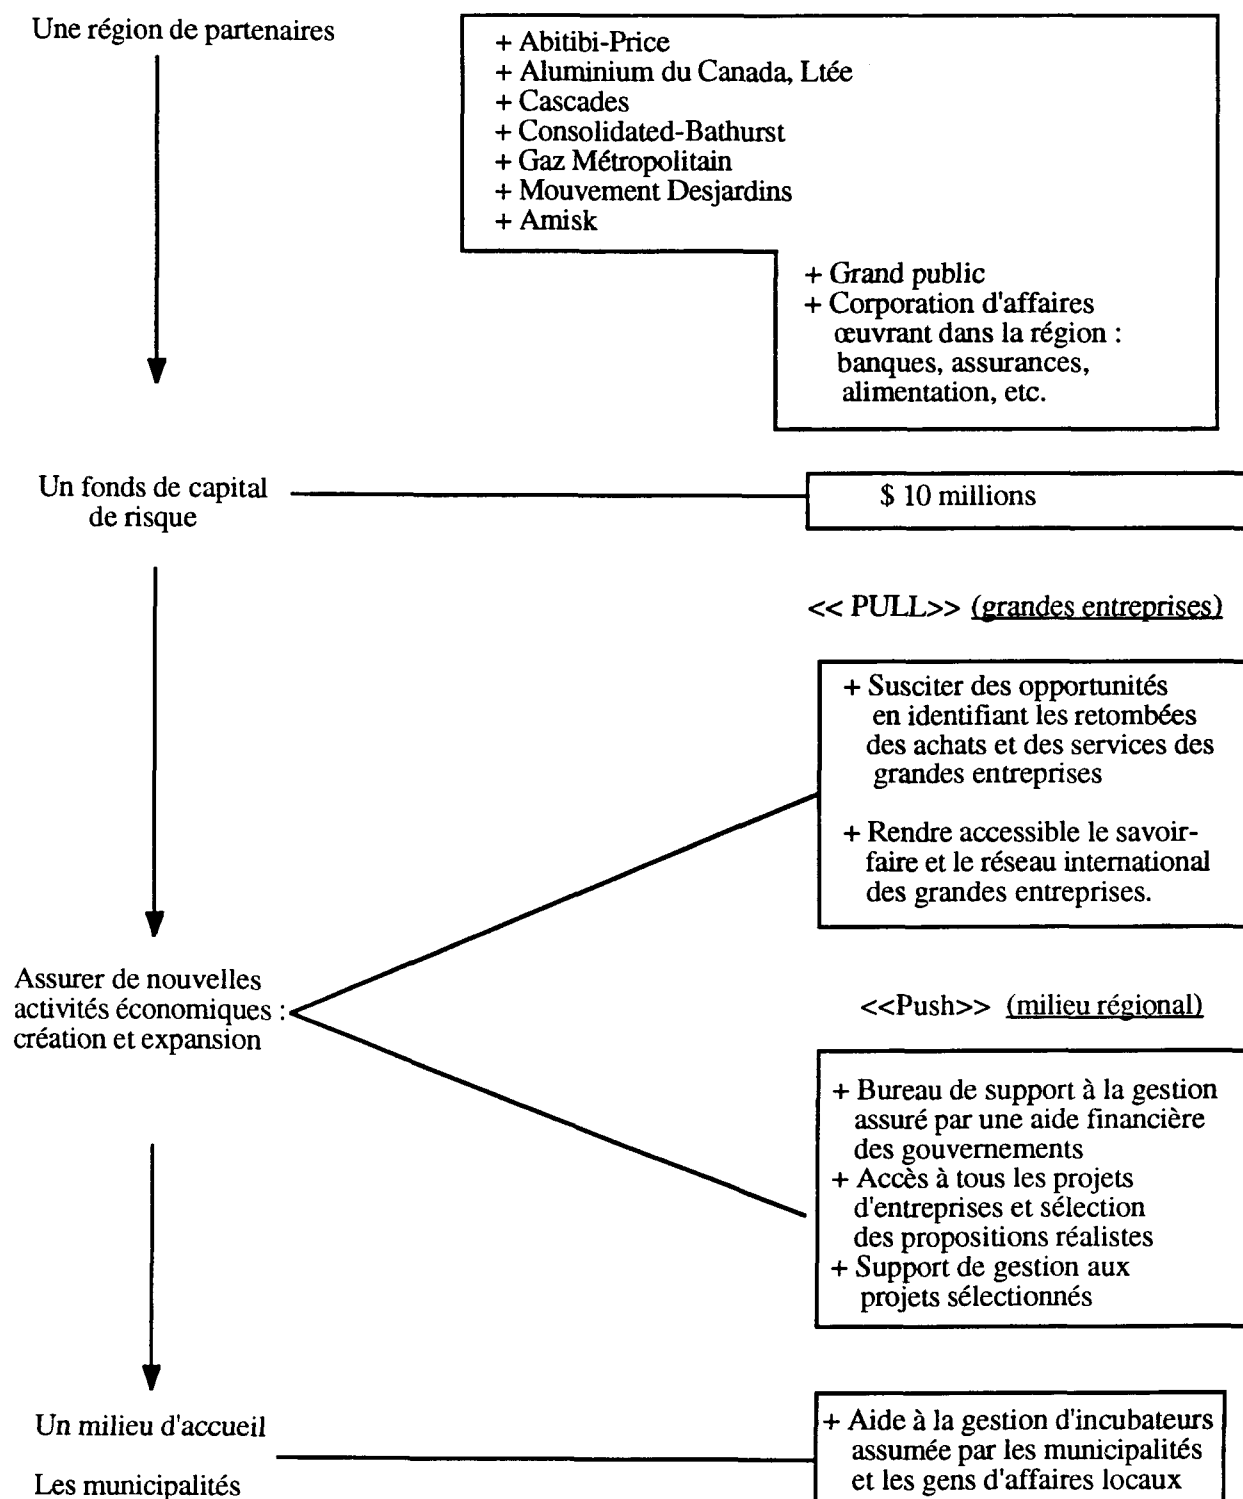 Une région de partenaires
+ Abitibi-Price
+ Aluminium du Canada, Ltée
+ Cascades
+ Consolidated-Bathurst
+ Gaz Métropolitain
+ Mouvement Desjardins
+ Amisk
+ Grand public
+ Corporation d'affaires
œuvrant dans la région :
banques, assurances,
alimentation, etc.
Un fonds de capital
de risque
$ 10 millions
<< PULL>> (grandes entreprises)
+ Susciter des opportunités
en identifiant les retombées
des achats et des services des
grandes entreprises
+ Rendre accessible le savoir-
faire et le réseau international
des grandes entreprises.
Assurer de nouvelles
activités économiques :
création et expansion
<<Push>> (milieu régional)
+ Bureau de support à la gestion
assuré par une aide financière
des gouvernements
+ Accès à tous les projets
d'entreprises et sélection
des propositions réalistes
+ Support de gestion aux
projets sélectionnés
Un milieu d'accueil
Les municipalités
+ Aide à la gestion d'incubateurs
assumée par les municipalités
et les gens d'affaires locaux